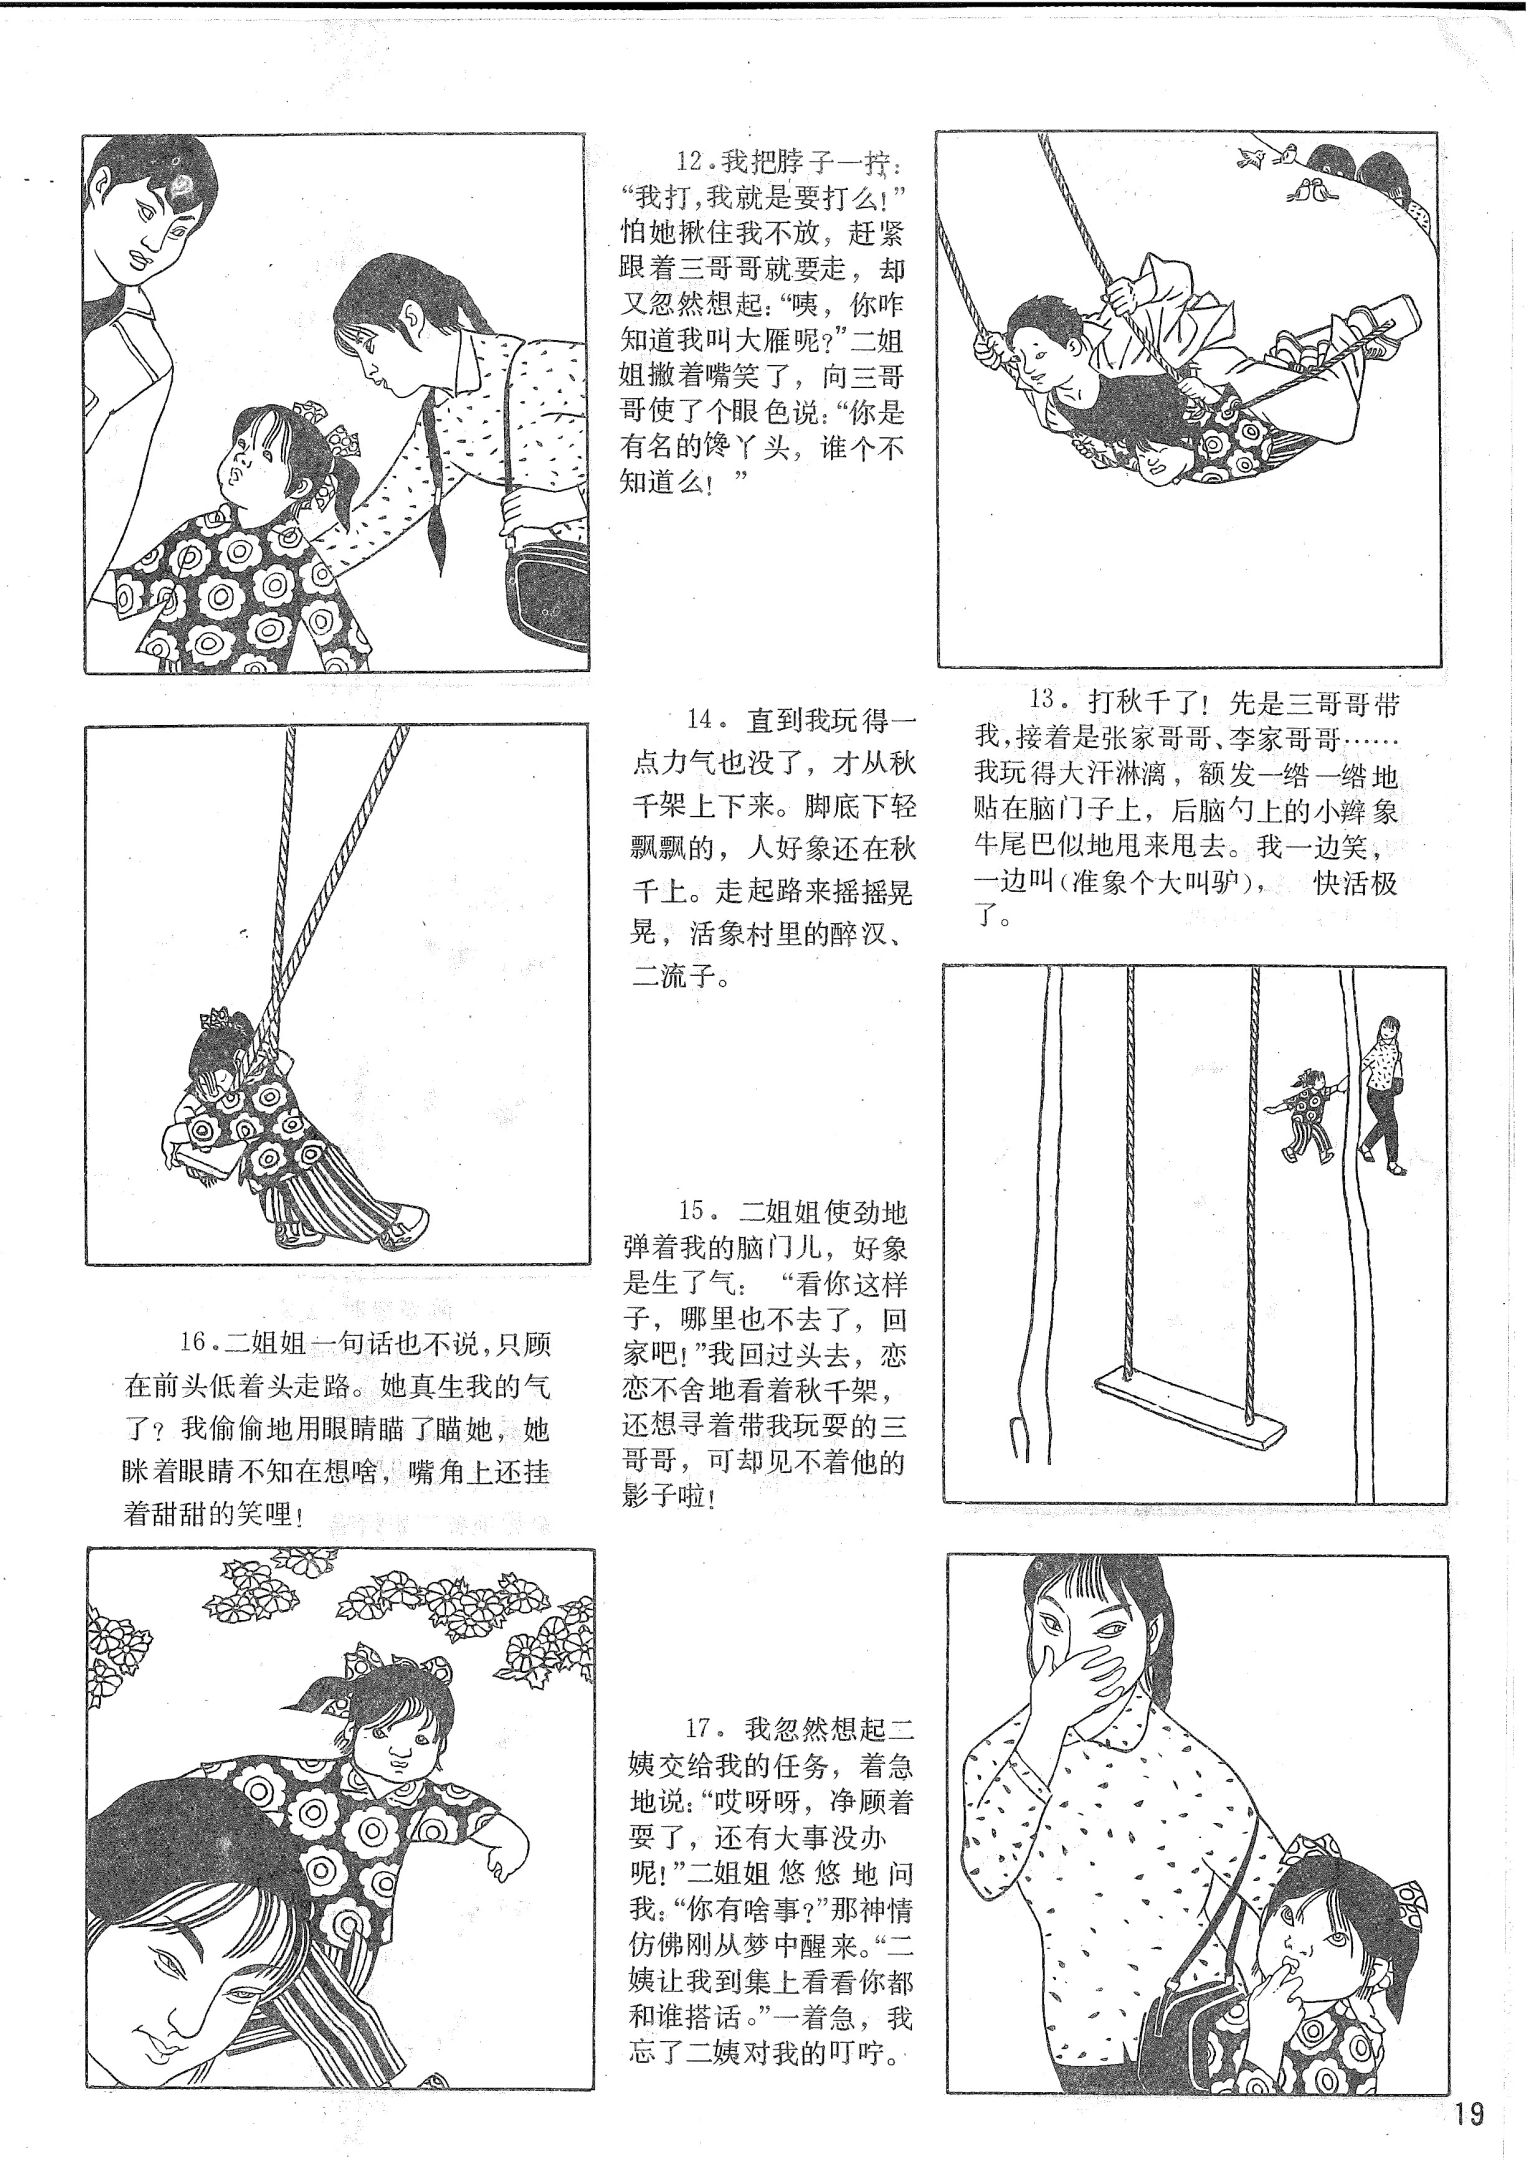 12。我把脖子一拧：
“我打，我就是要打么！”
怕她揪住我不放，赶紧
跟着三哥哥就要走，却
又忽然想起：“咦，你咋
知道我叫大雁呢？”二姐
姐撇着嘴笑了，向三哥
哥使了个眼色说：“你是
有名的馋丫头，谁个不
知道么！”
13。打秋千了！先是三哥哥带
我，接着是张家哥哥、李家哥哥……
我玩得大汗淋漓，额发一绺一绺地
贴在脑门子上，后脑勺上的小辫象
牛尾巴似地甩来甩去。我一边笑，
一边叫（准象个大叫驴），快活极
了。
14。直到我玩得一
点力气也没了，才从秋
千架上下来。脚底下轻
飘飘的，人好象还在秋
千上。走起路来摇摇晃
晃，活象村里的醉汉、
二流子。
15。二姐姐使劲地
弹着我的脑门儿，好象
是生了气：“看你这样
子，哪里也不去了，回
家吧！”我回过头去，恋
恋不舍地看着秋千架，
还想寻着带我玩耍的三
哥哥，可却见不着他的
影子啦！
16。二姐姐一句话也不说，只顾
在前头低着头走路。她真生我的气
了？我偷偷地用眼睛瞄了瞄她，她
眯着眼睛不知在想啥，嘴角上还挂
着甜甜的笑哩！
17。我忽然想起二
姨交给我的任务，着急
地说：“哎呀呀，净顾着
耍了，还有大事没办
呢！”二姐姐悠悠地问
我：“你有啥事？”那神情
仿佛刚从梦中醒来。“二
姨让我到集上看看你都
和谁搭话。”一着急，我
忘了二姨对我的叮咛。
19